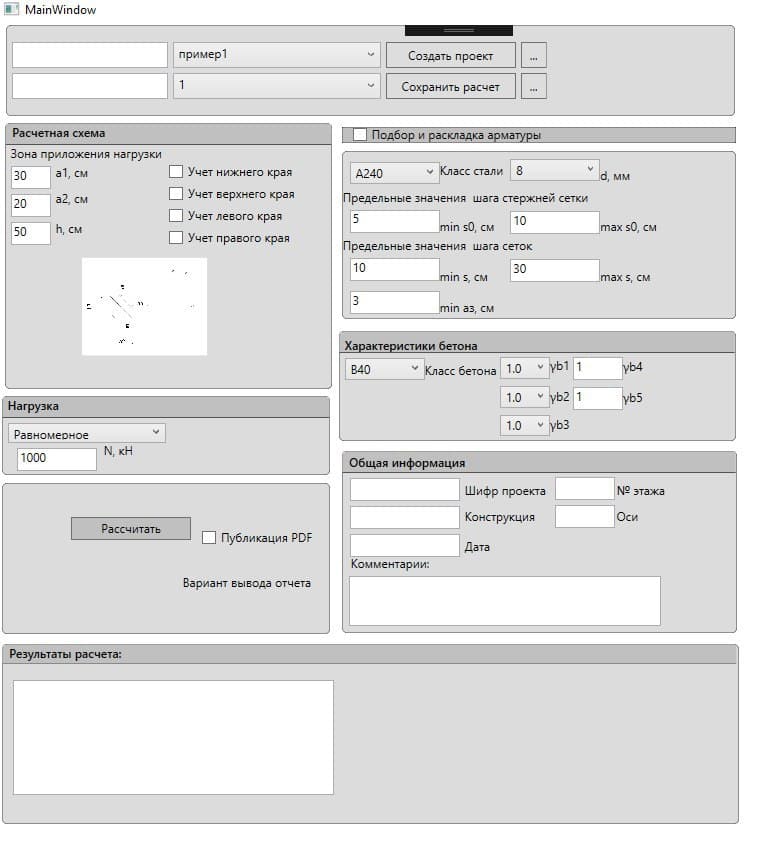 MainWindow
пример1
Создать проект
...
1
Сохранить расчет
...
Расчетная схема
Зона приложения нагрузки
30 a1, см
20 a2, см
50 h, см
Учет нижнего края
Учет верхнего края
Учет левого края
Учет правого края
Подбор и раскладка арматуры
A240 Класс стали 8 d, мм
Предельные значения шага стержней сетки
5 min s0, см 10 max s0, см
Предельные значения шага сеток
10 min s, см 30 max s, см
3 min aз, см
Характеристики бетона
B40 Класс бетона 1.0 γb1 1 γb4
1.0 γb2 1 γb5
1.0 γb3
Нагрузка
Равномерное
1000 N, кН
Рассчитать
Публикация PDF
Вариант вывода отчета
Общая информация
Шифр проекта № этажа
Конструкция Оси
Дата
Комментарии:
Результаты расчета: